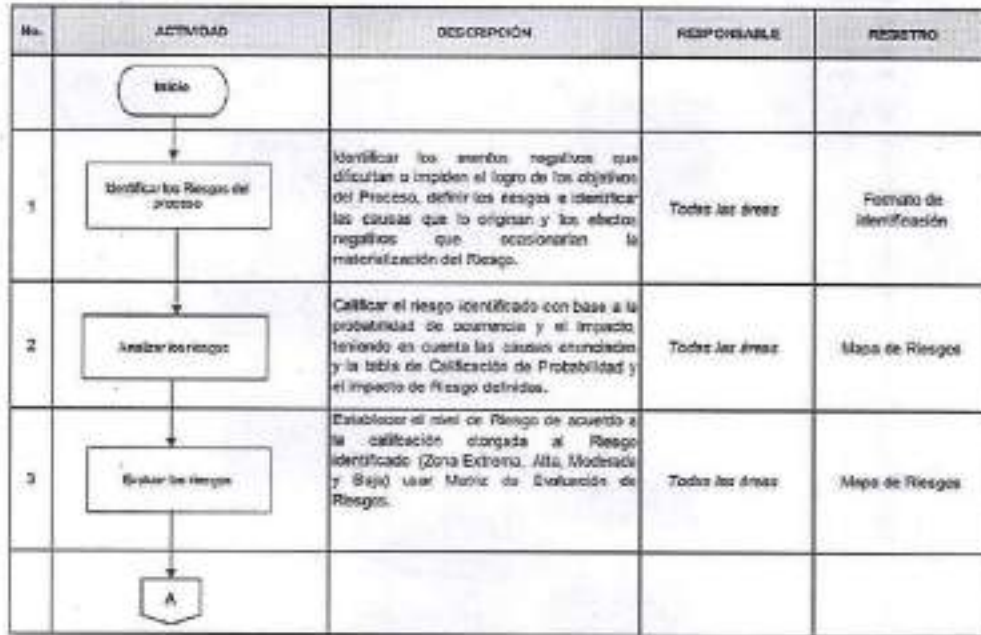 No. ACTIVIDAD DESCRIPCIÓN RESPONSABLE REGISTRO
Inicio
1
Identificar los Riesgos del
proceso
Identificar los eventos negativos que
dificultan o impiden el logro de los objetivos
del Proceso, definir los riesgos e identificar
las causas que lo originan y los efectos
negativos que ocasionarían la
materialización del Riesgo.
Todas las áreas
Formato de
identificación
2
Analizar los riesgos
Calificar el riesgo identificado con base a la
probabilidad de ocurrencia y el impacto,
teniendo en cuenta las causas enunciadas
y la tabla de Calificación de Probabilidad y
el impacto de Riesgo definidas.
Todas las áreas
Mapa de Riesgos
3
Evaluar los riesgos
Establecer el nivel de Riesgo de acuerdo a
la calificación otorgada al Riesgo
identificado (Zona Extrema, Alta, Moderada
y Baja) usar Matriz de Evaluación de
Riesgos.
Todas las áreas
Mapa de Riesgos
A